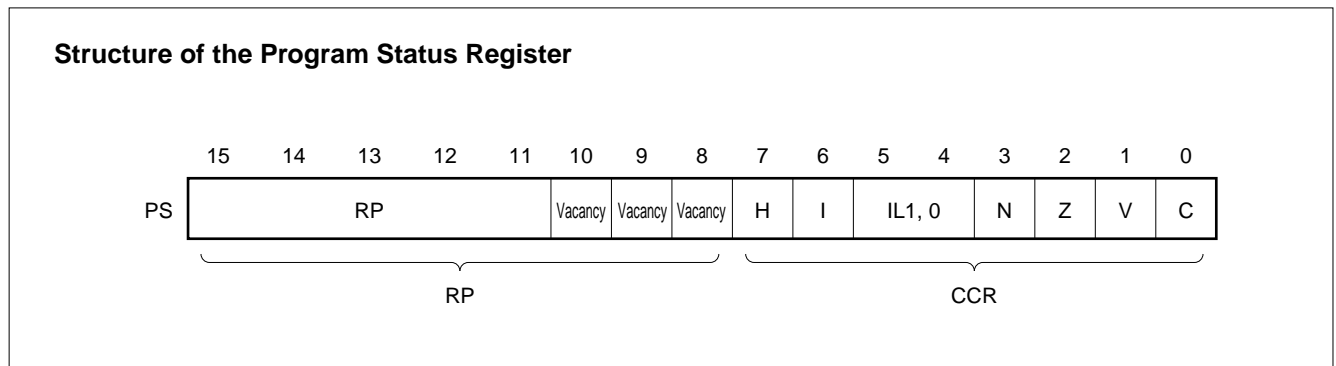 Structure of the Program Status Register
15 14 13 12 11 10 9 8 7 6 5 4 3 2 1 0
PS RP Vacancy Vacancy Vacancy H I IL1, 0 N Z V C
RP CCR